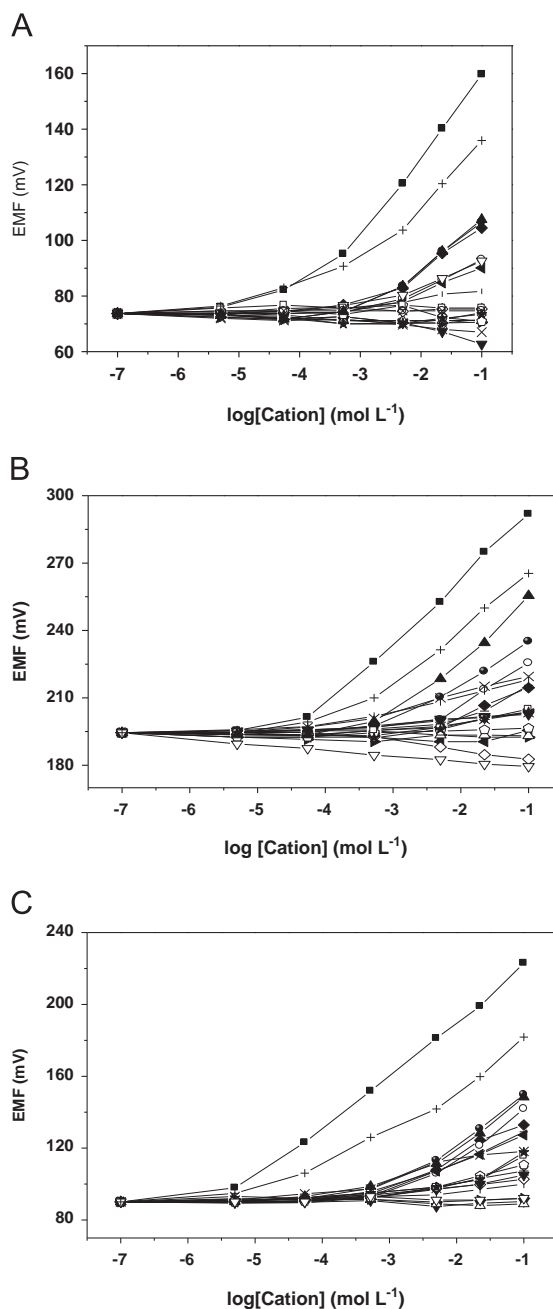 A
160
140
120
100
80
60
EMF (mV)
-7 -6 -5 -4 -3 -2 -1
log[Cation] (mol L⁻¹)
B
300
270
240
210
180
EMF (mV)
-7 -6 -5 -4 -3 -2 -1
log [Cation] (mol L⁻¹)
C
240
200
160
120
80
EMF (mV)
-7 -6 -5 -4 -3 -2 -1
log[Cation] (mol L⁻¹)